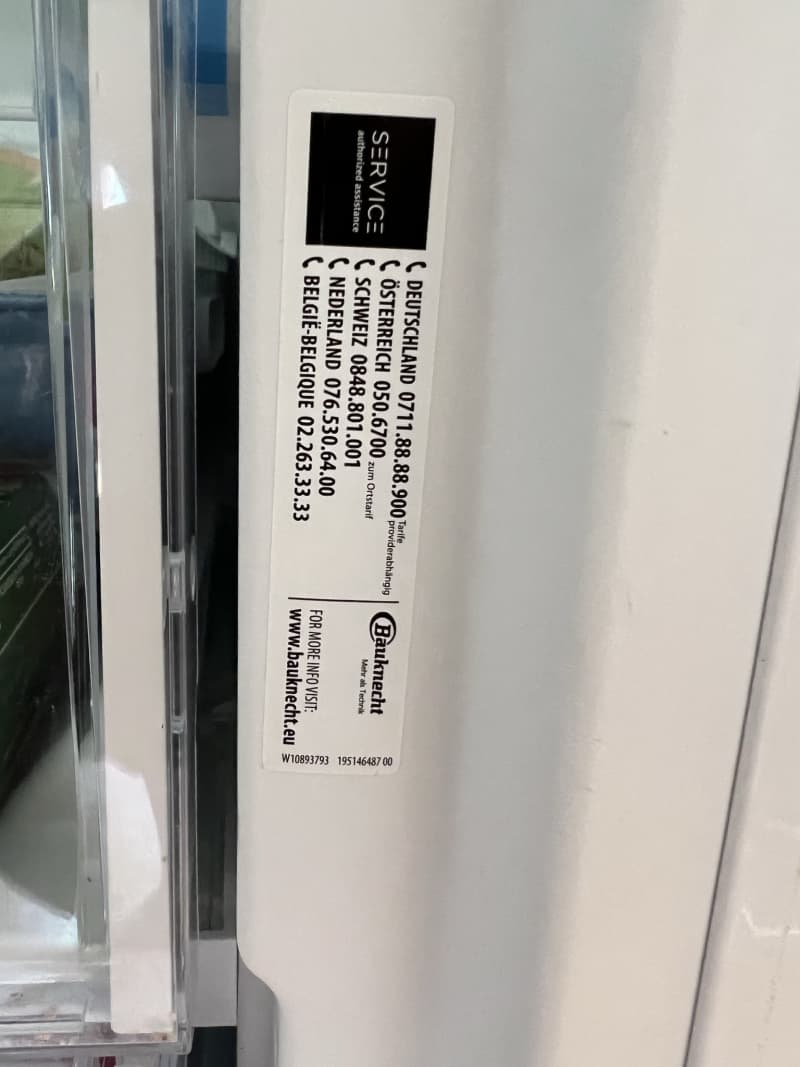 SERVICE
authorized assistance
DEUTSCHLAND 0711.88.88.900 Tarife providerabhängig
ÖSTERREICH 050.6700 zum Ortstarif
SCHWEIZ 0848.801.001
NEDERLAND 076.530.64.00
BELGIË-BELGIQUE 02.263.33.33
Bauknecht
Mehr als Technik
FOR MORE INFO VISIT:
www.bauknecht.eu
W10893793 195146487 00